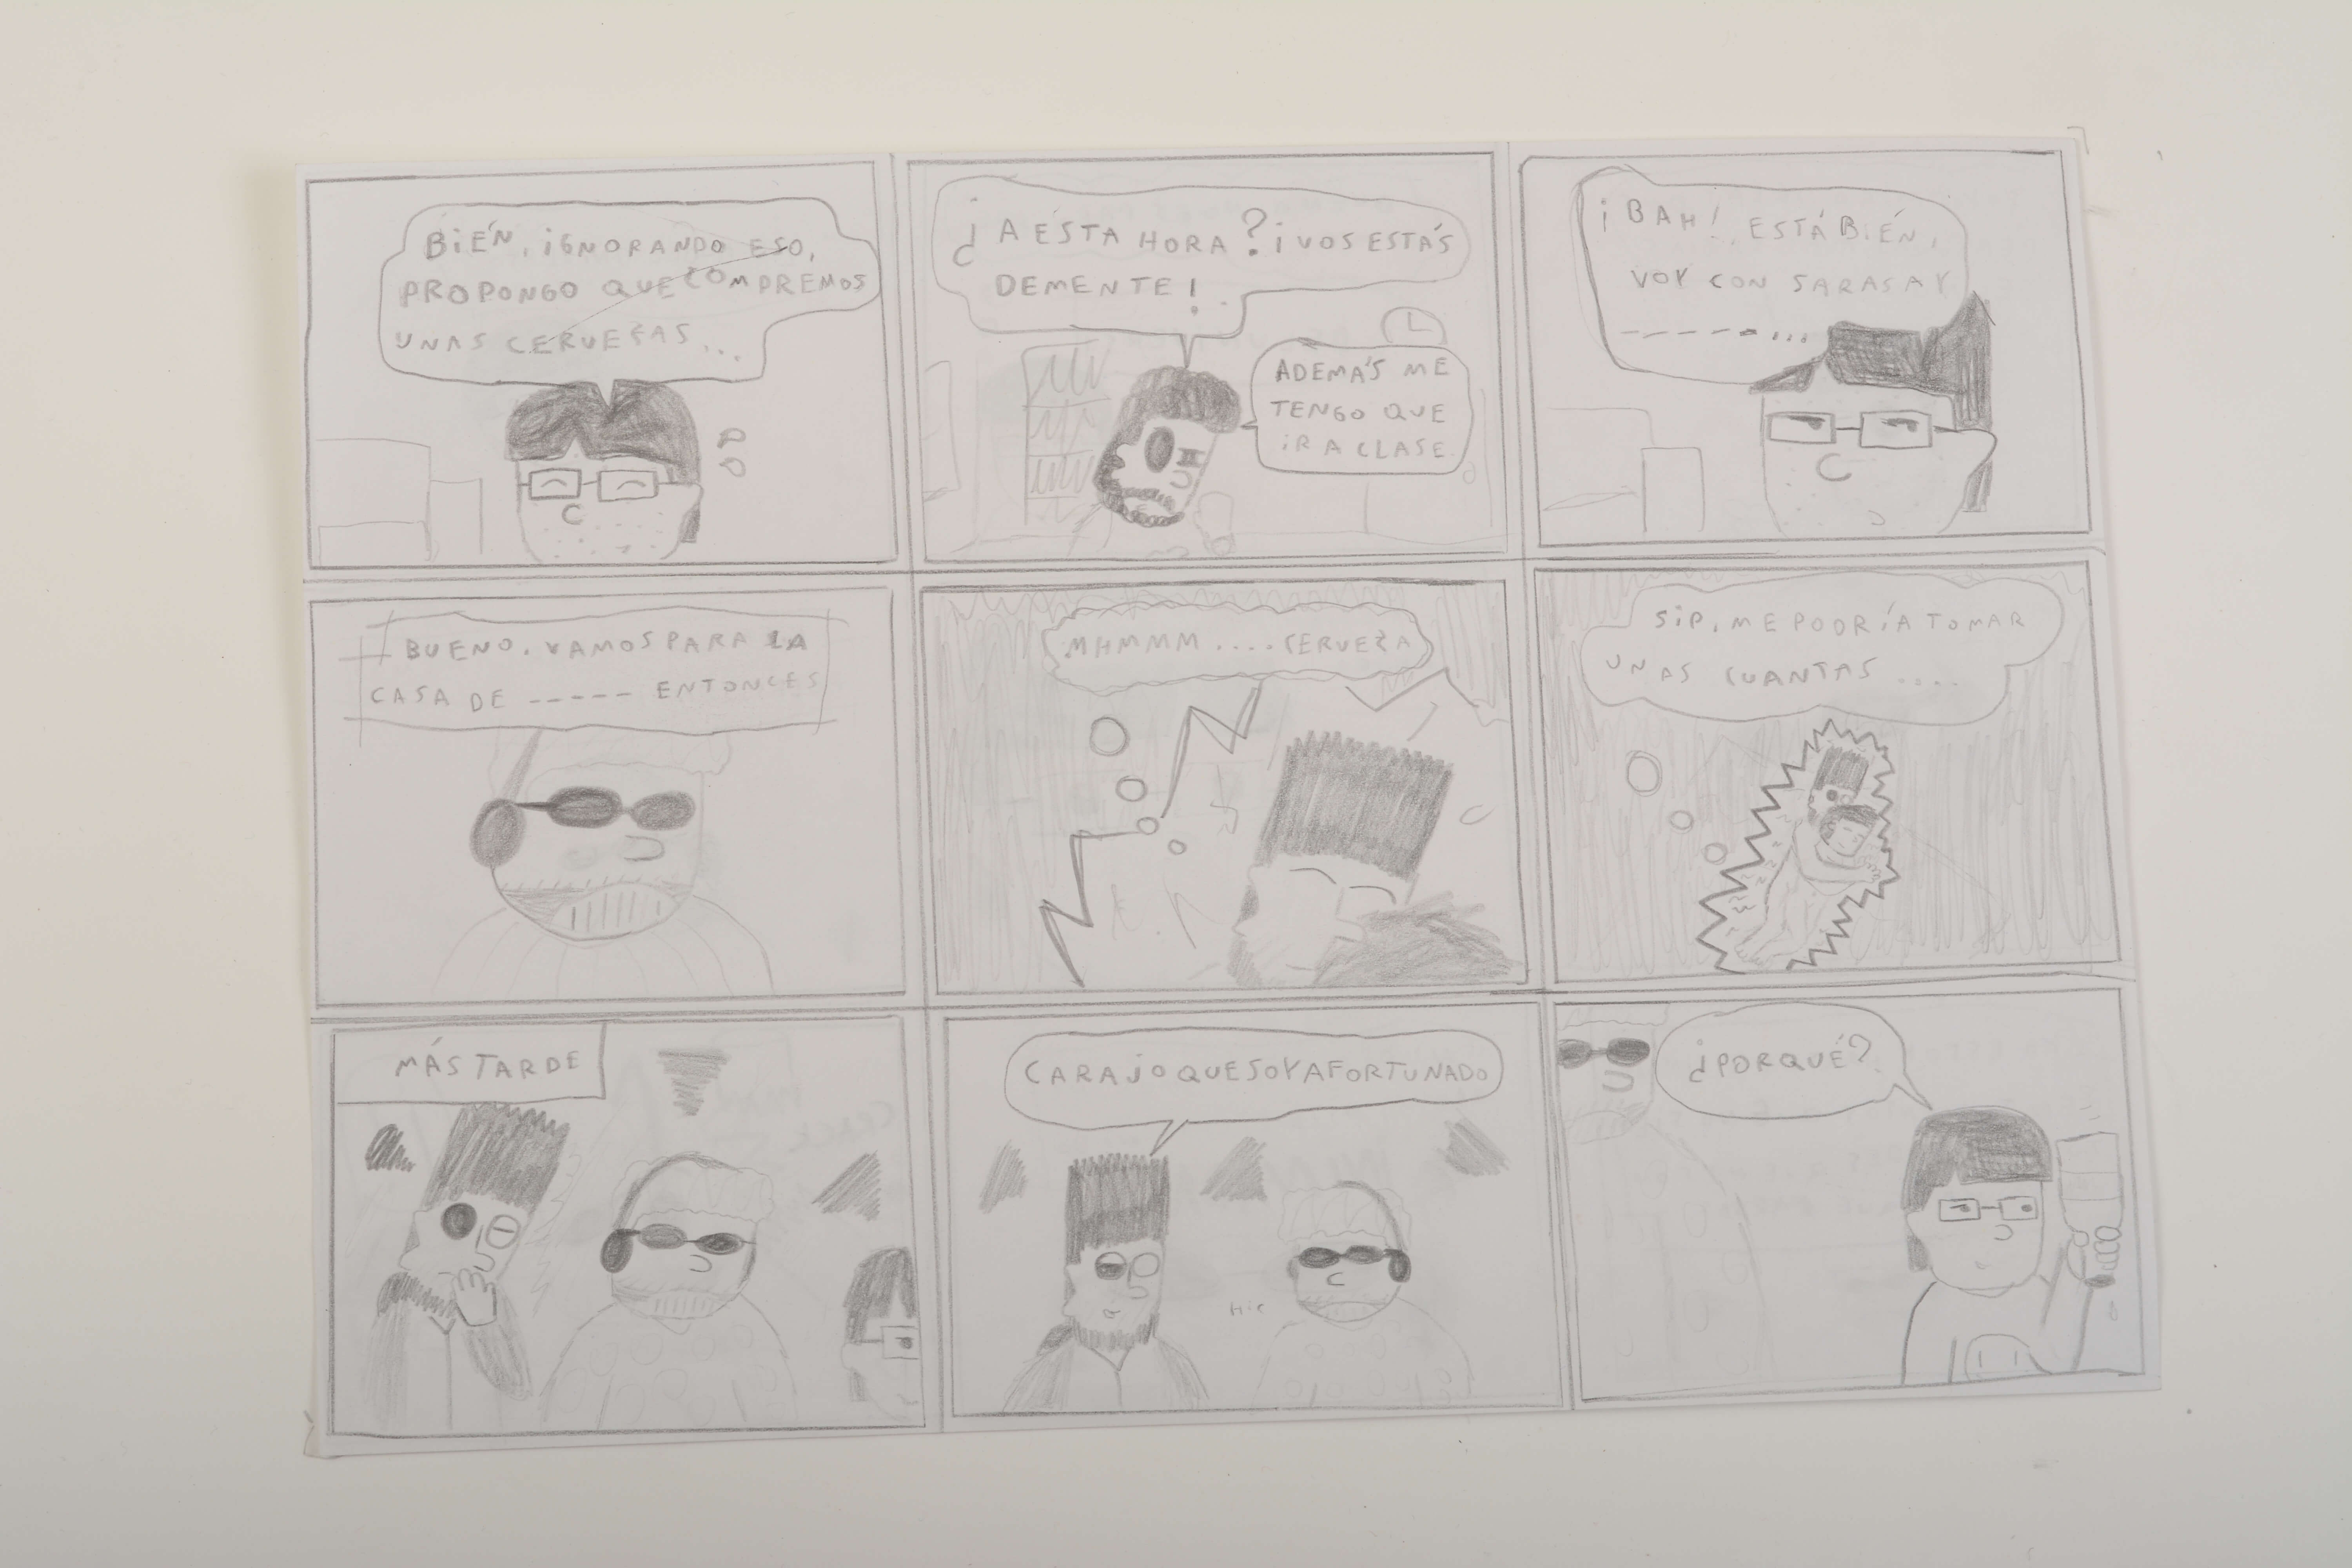 BIÉN, IGNORANDO ESO,
PROPONGO QUE COMPREMOS
UNAS CERVEZAS...
¿A ÉSTA HORA? ¡VOS ESTÁS
DEMENTE!
ADEMÁS ME
TENGO QUE
IR A CLASE.
¡BAH! ESTÁ BIÉN,
VOY CON SARASA Y
------...
BUENO. VAMOS PARA LA
CASA DE ----- ENTONCES
MHMMM .... CERVEZA
SIP, ME PODRÍA TOMAR
UNAS CUANTAS ....
MÁS TARDE
CARAJO QUE SOY AFORTUNADO
HIC
¿PORQUÉ?